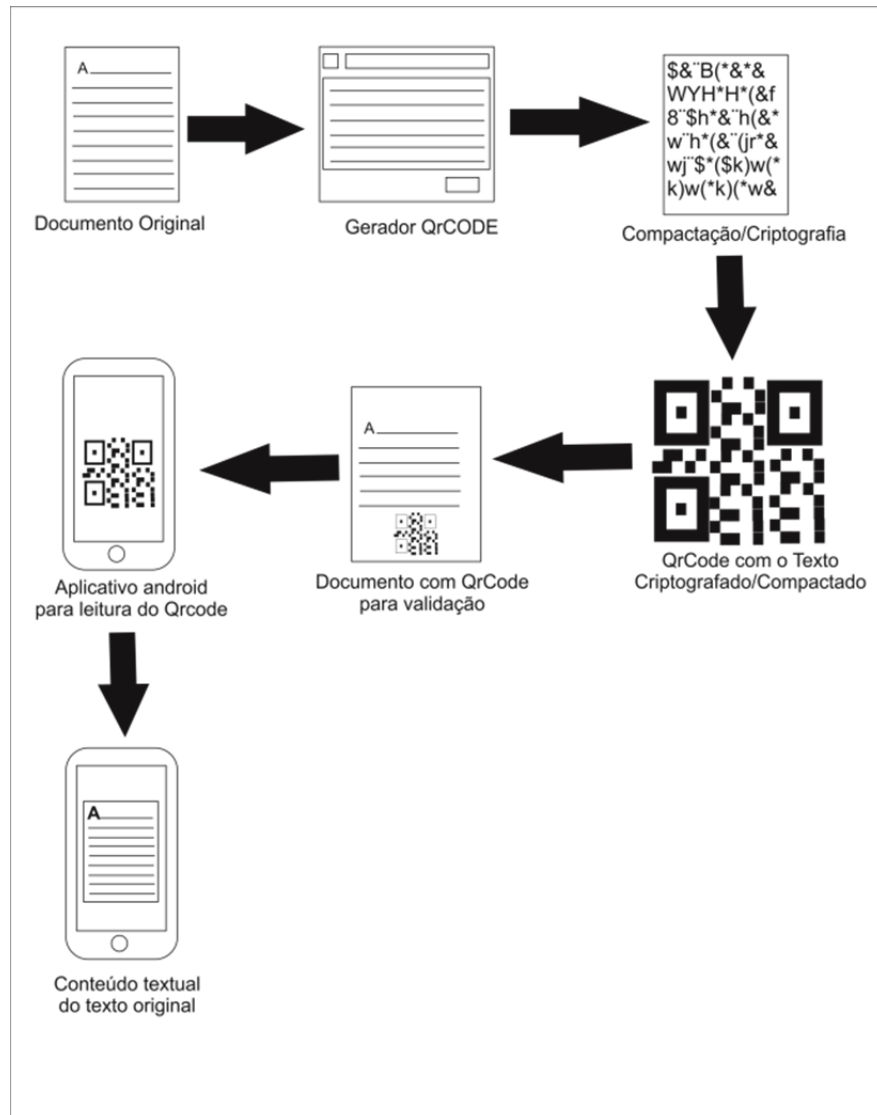 A
Documento Original
Gerador QrCODE
$&¨B(*&*&
WYH*H*(&f
8¨$h*&¨h(&*
w¨h*(&¨(jr*&
wj¨$*($k)w(*
k)w(*k)(*w&
Compactação/Criptografia
QrCode com o Texto
Criptografado/Compactado
A
Documento com QrCode
para validação
Aplicativo android
para leitura do Qrcode
A
Conteúdo textual
do texto original